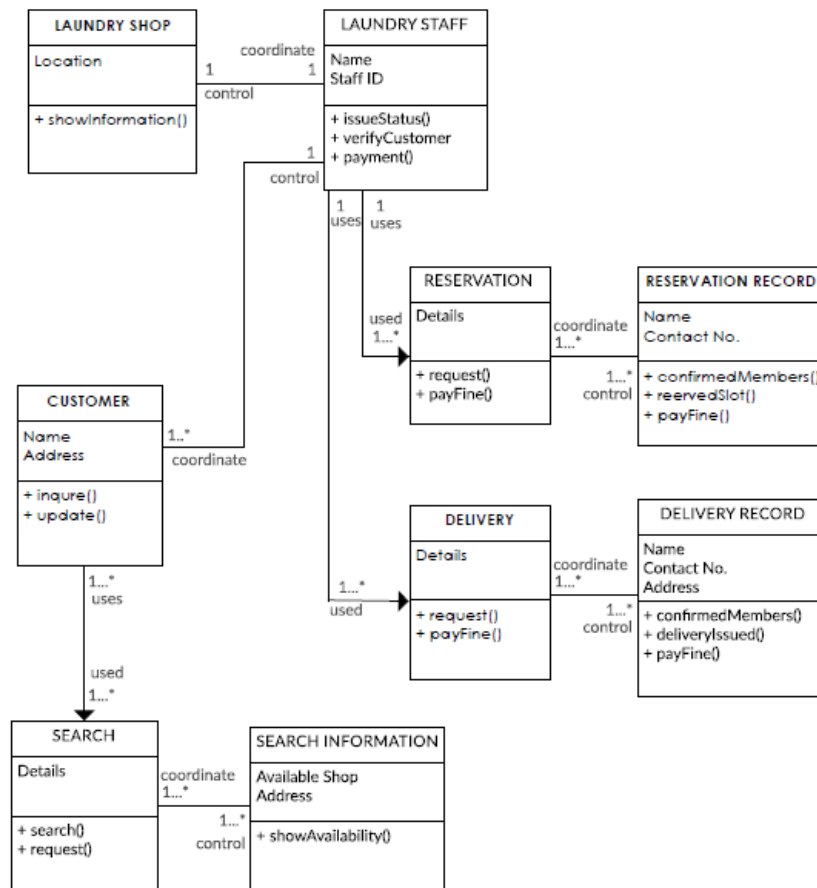 LAUNDRY SHOP
Location
+ showInformation()
LAUNDRY STAFF
Name
Staff ID
+ issueStatus()
+ verifyCustomer
+ payment()
coordinate
1
1
control
1
control
1
uses
1
uses
RESERVATION
Details
+ request()
+ payFine()
used
1...*
RESERVATION RECORD
Name
Contact No.
+ confirmedMembers()
+ reervedSlot()
+ payFine()
coordinate
1...*
1...*
control
CUSTOMER
Name
Address
+ inqure()
+ update()
1..*
coordinate
DELIVERY
Details
+ request()
+ payFine()
1...*
used
DELIVERY RECORD
Name
Contact No.
Address
+ confirmedMembers()
+ deliveryIssued()
+ payFine()
coordinate
1...*
1...*
control
1...*
uses
used
1...*
SEARCH
Details
+ search()
+ request()
SEARCH INFORMATION
Available Shop
Address
+ showAvailability()
coordinate
1...*
1...*
control